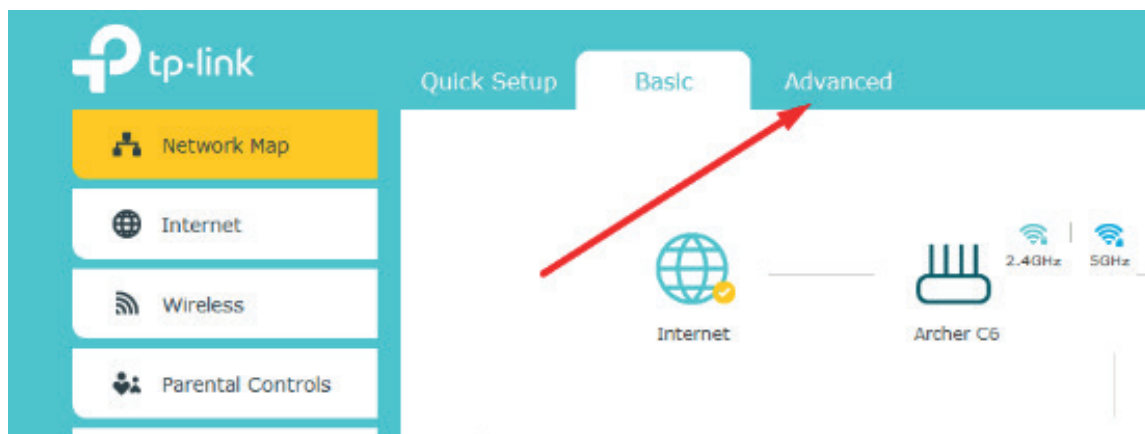 tp-link
Quick Setup
Basic
Advanced
Network Map
Internet
Wireless
Parental Controls
2.4GHz
5GHz
Internet
Archer C6